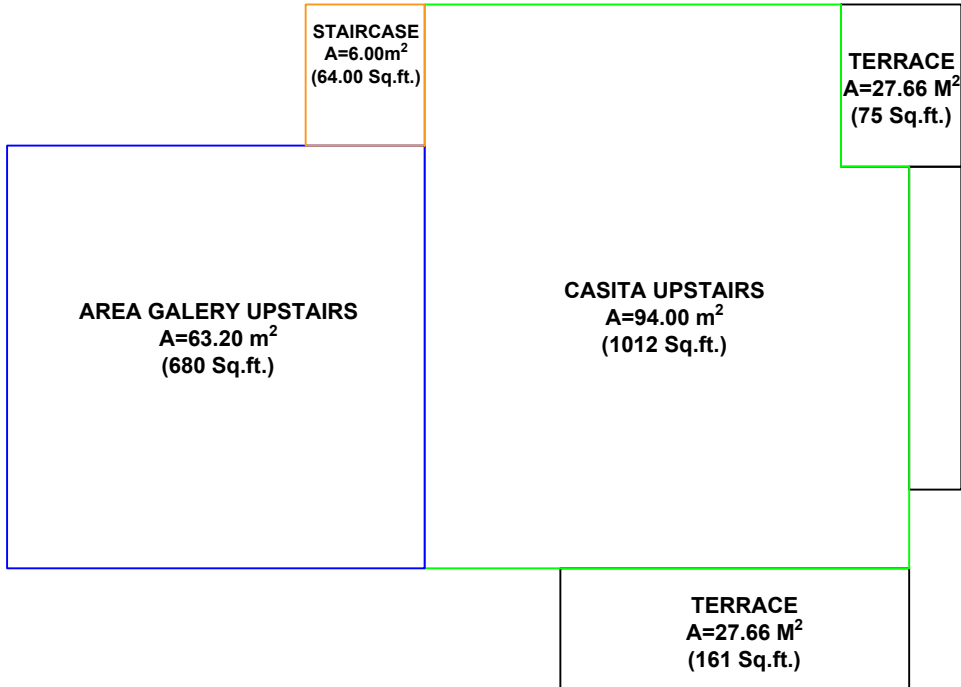 STAIRCASE
A=6.00m²
(64.00 Sq.ft.)
TERRACE
A=27.66 M²
(75 Sq.ft.)
AREA GALERY UPSTAIRS
A=63.20 m²
(680 Sq.ft.)
CASITA UPSTAIRS
A=94.00 m²
(1012 Sq.ft.)
TERRACE
A=27.66 M²
(161 Sq.ft.)